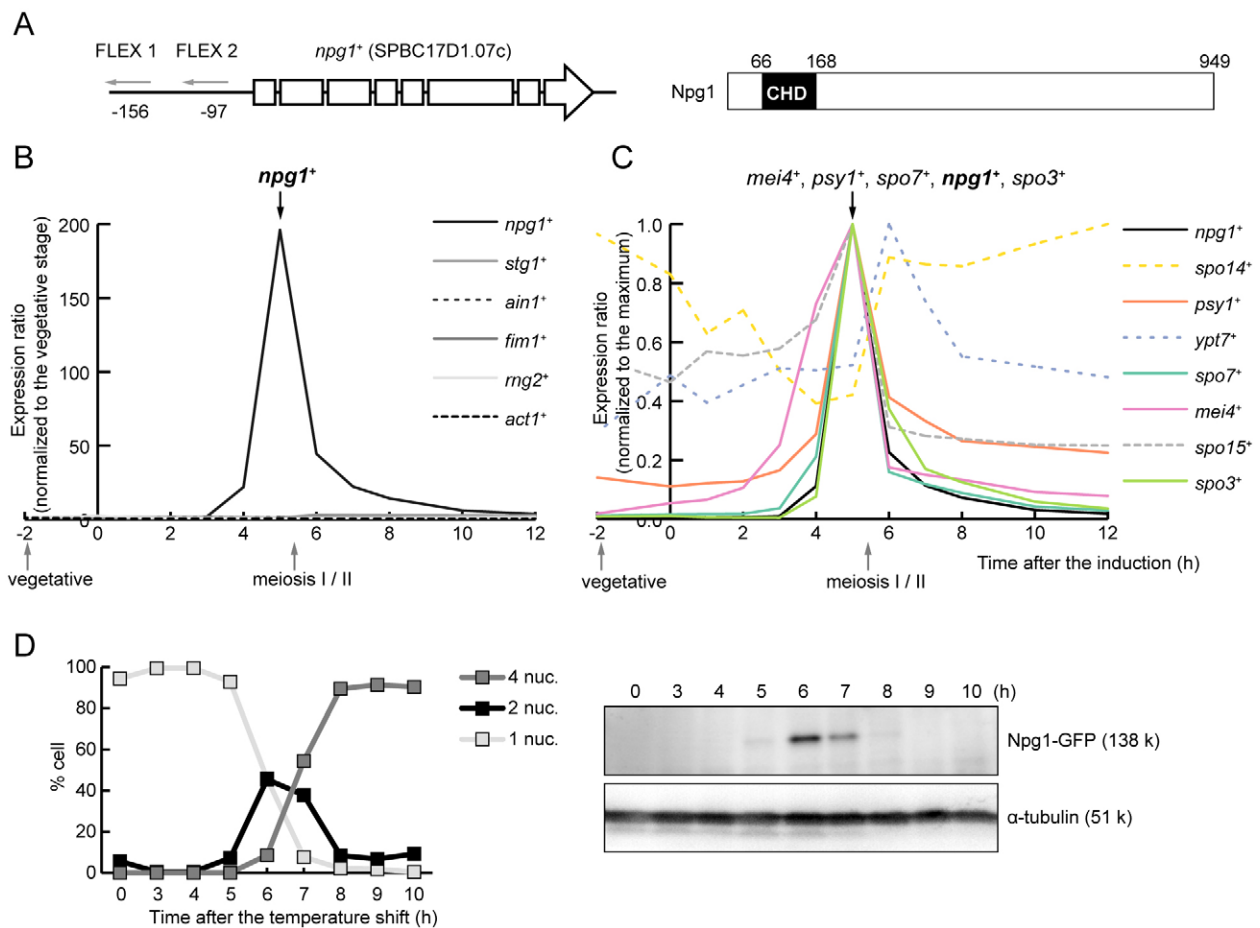 A
FLEX 1 FLEX 2 npg1+ (SPBC17D1.07c)
-156 -97
66 168 949
Npg1 CHD
B
npg1+
Expression ratio
(normalized to the vegetative stage)
200
150
100
50
0
-2 0 2 4 6 8 10 12
vegetative meiosis I / II
npg1+
stg1+
ain1+
fim1+
rng2+
act1+
C
mei4+, psy1+, spo7+, npg1+, spo3+
Expression ratio
(normalized to the maximum)
1.0
0.8
0.6
0.4
0.2
0.0
-2 0 2 4 6 8 10 12
vegetative meiosis I / II
Time after the induction (h)
npg1+
spo14+
psy1+
ypt7+
spo7+
mei4+
spo15+
spo3+
D
% cell
100
80
60
40
20
0
0 3 4 5 6 7 8 9 10
Time after the temperature shift (h)
4 nuc.
2 nuc.
1 nuc.
0 3 4 5 6 7 8 9 10 (h)
Npg1-GFP (138 k)
α-tubulin (51 k)